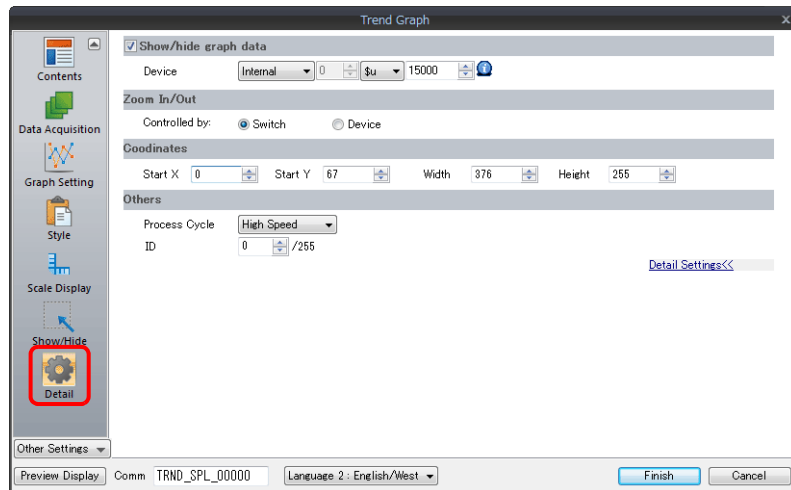 Trend Graph
x
Contents
Data Acquisition
Graph Setting
Style
Scale Display
Show/Hide
Detail
Other Settings
Show/hide graph data
Device Internal 0 $u 15000
Zoom In/Out
Controlled by: Switch Device
Coodinates
Start X 0 Start Y 67 Width 376 Height 255
Others
Process Cycle High Speed
ID 0 /255
Detail Settings<<
Preview Display Comm TRND_SPL_00000 Language 2 : English/West Finish Cancel